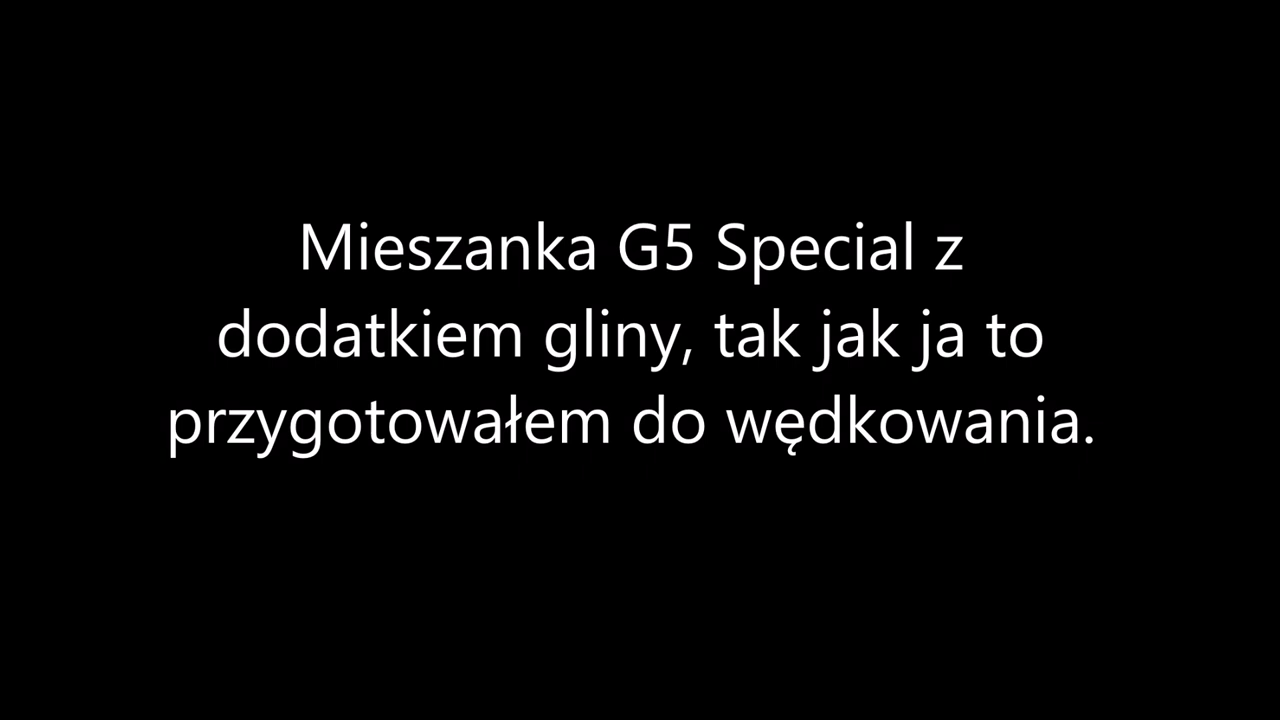 Mieszanka G5 Special z
dodatkiem gliny, tak jak ja to
przygotowałem do wędkowania.